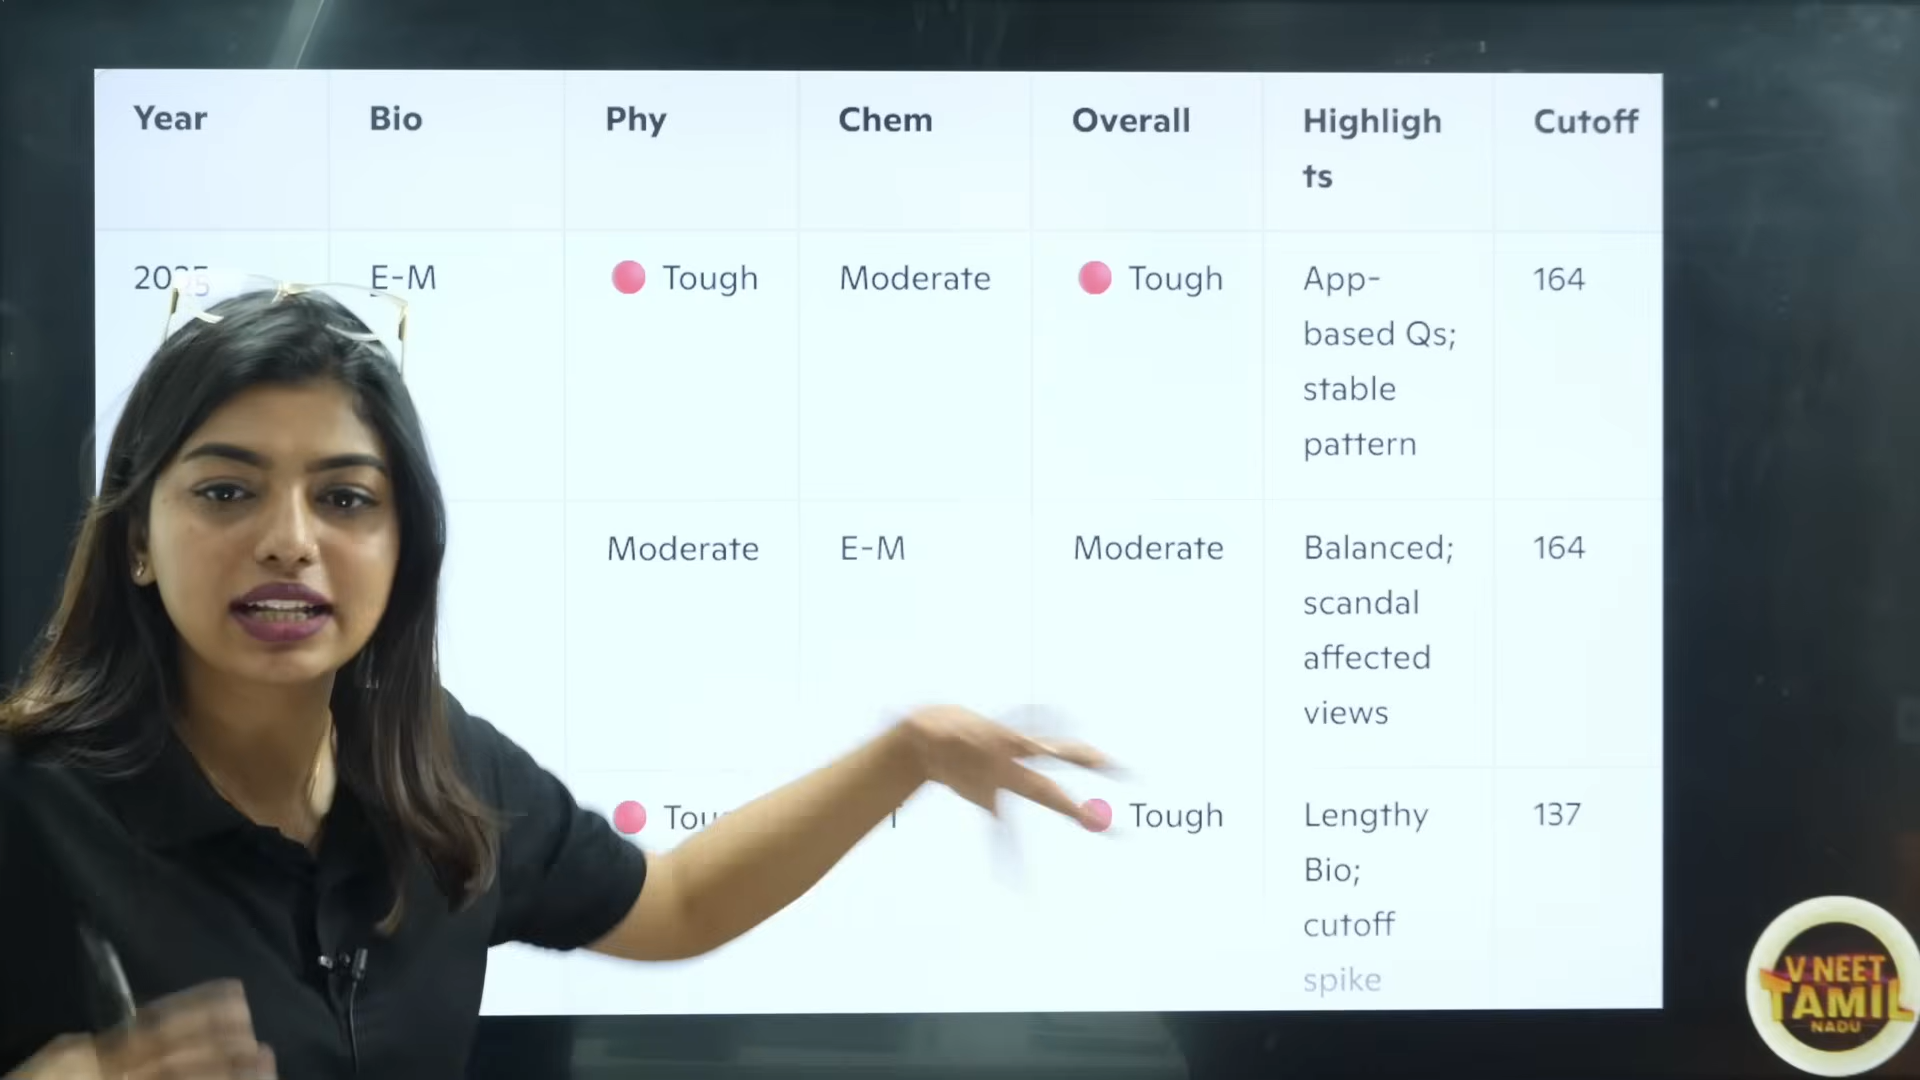 Year Bio Phy Chem Overall Highligh Cutoff
ts
2025 E-M Tough Moderate Tough App- 164
based Qs;
stable
pattern
Moderate E-M Moderate Balanced; 164
scandal
affected
views
Tough Lengthy 137
Bio;
cutoff
spike
V NEET
TAMIL
NADU